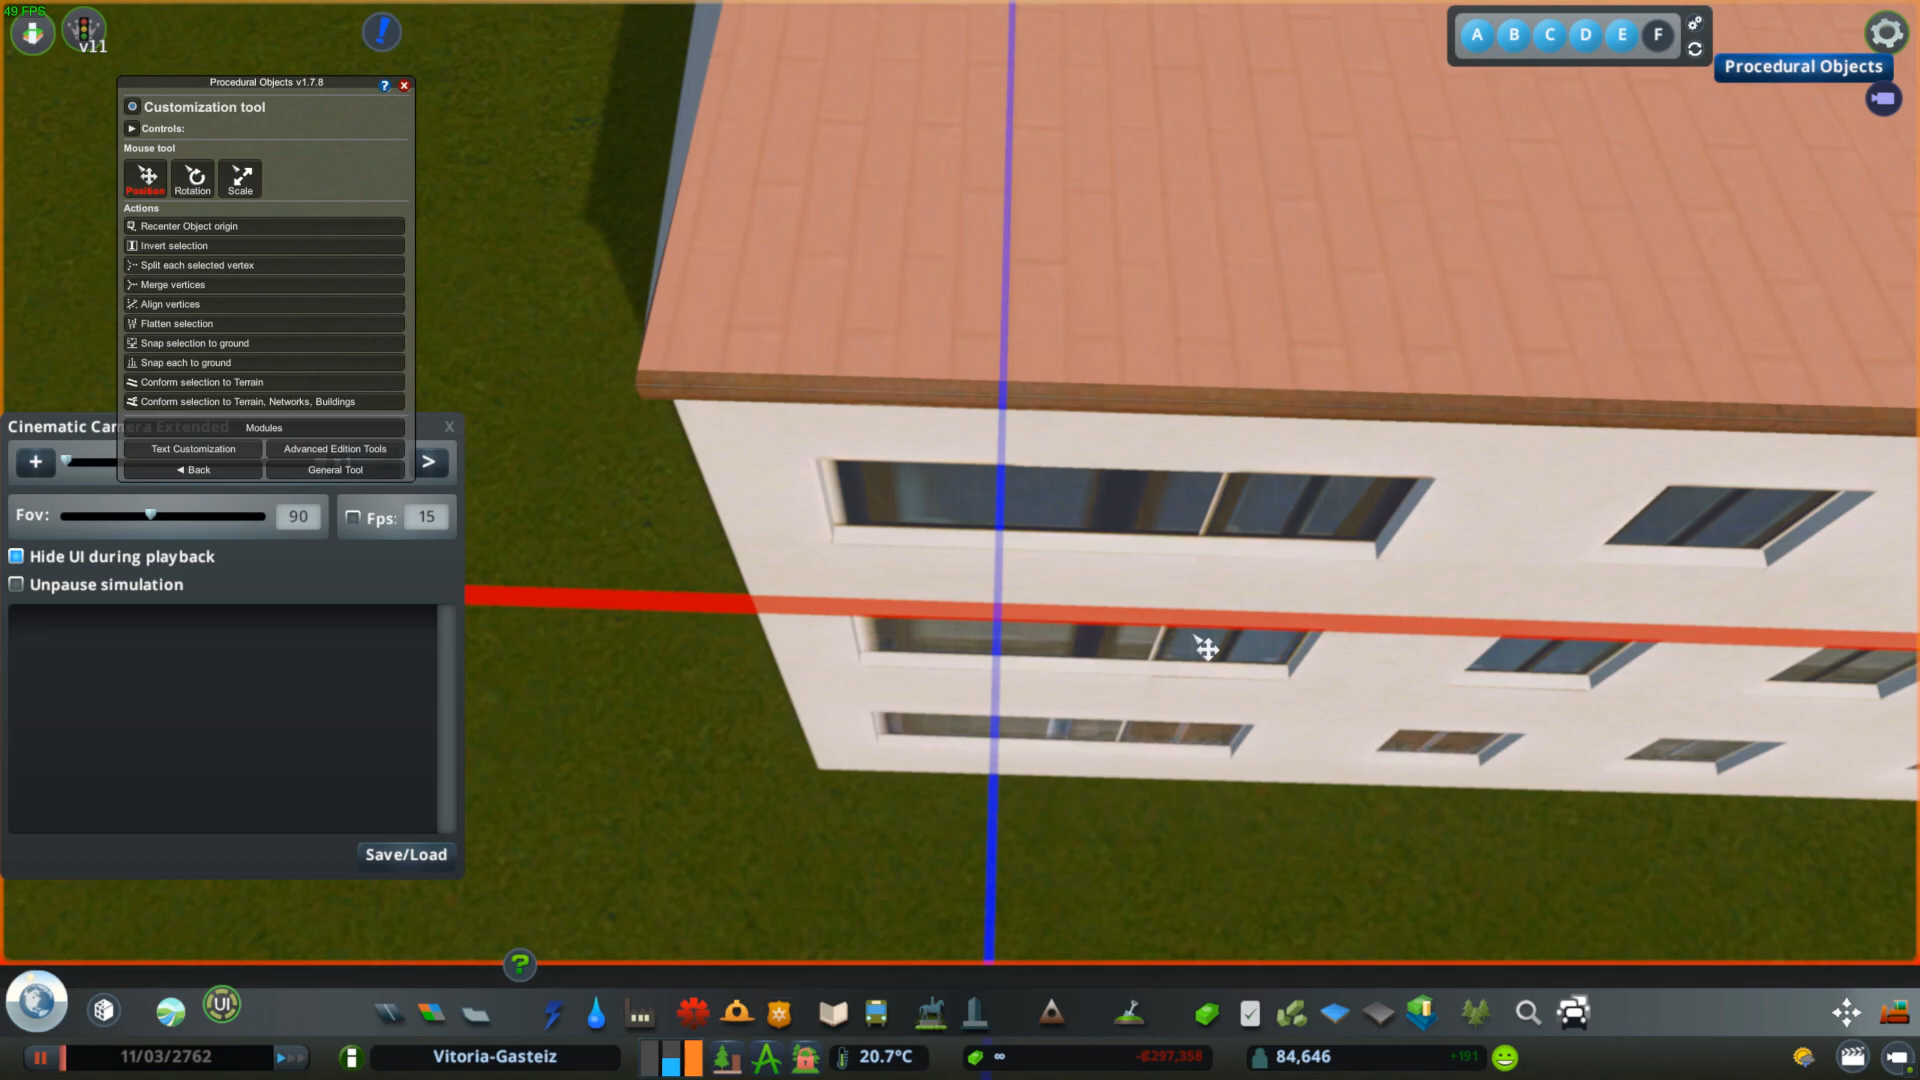 49 FPS
v11
A B C D E F
Procedural Objects
Procedural Objects v1.7.8
?
Customization tool
Controls:
Mouse tool
Position Rotation Scale
Actions
Recenter Object origin
Invert selection
Split each selected vertex
Merge vertices
Align vertices
Flatten selection
Snap selection to ground
Snap each to ground
Conform selection to Terrain
Conform selection to Terrain, Networks, Buildings
Modules
Text Customization Advanced Edition Tools
Back General Tool
Cinematic Camera Extended X
+ >
Fov: 90 Fps: 15
Hide UI during playback
Unpause simulation
Save/Load
?
UI
11/03/2762 Vitoria-Gasteiz 20.7°C ∞ -₡297,358 84,646 +191